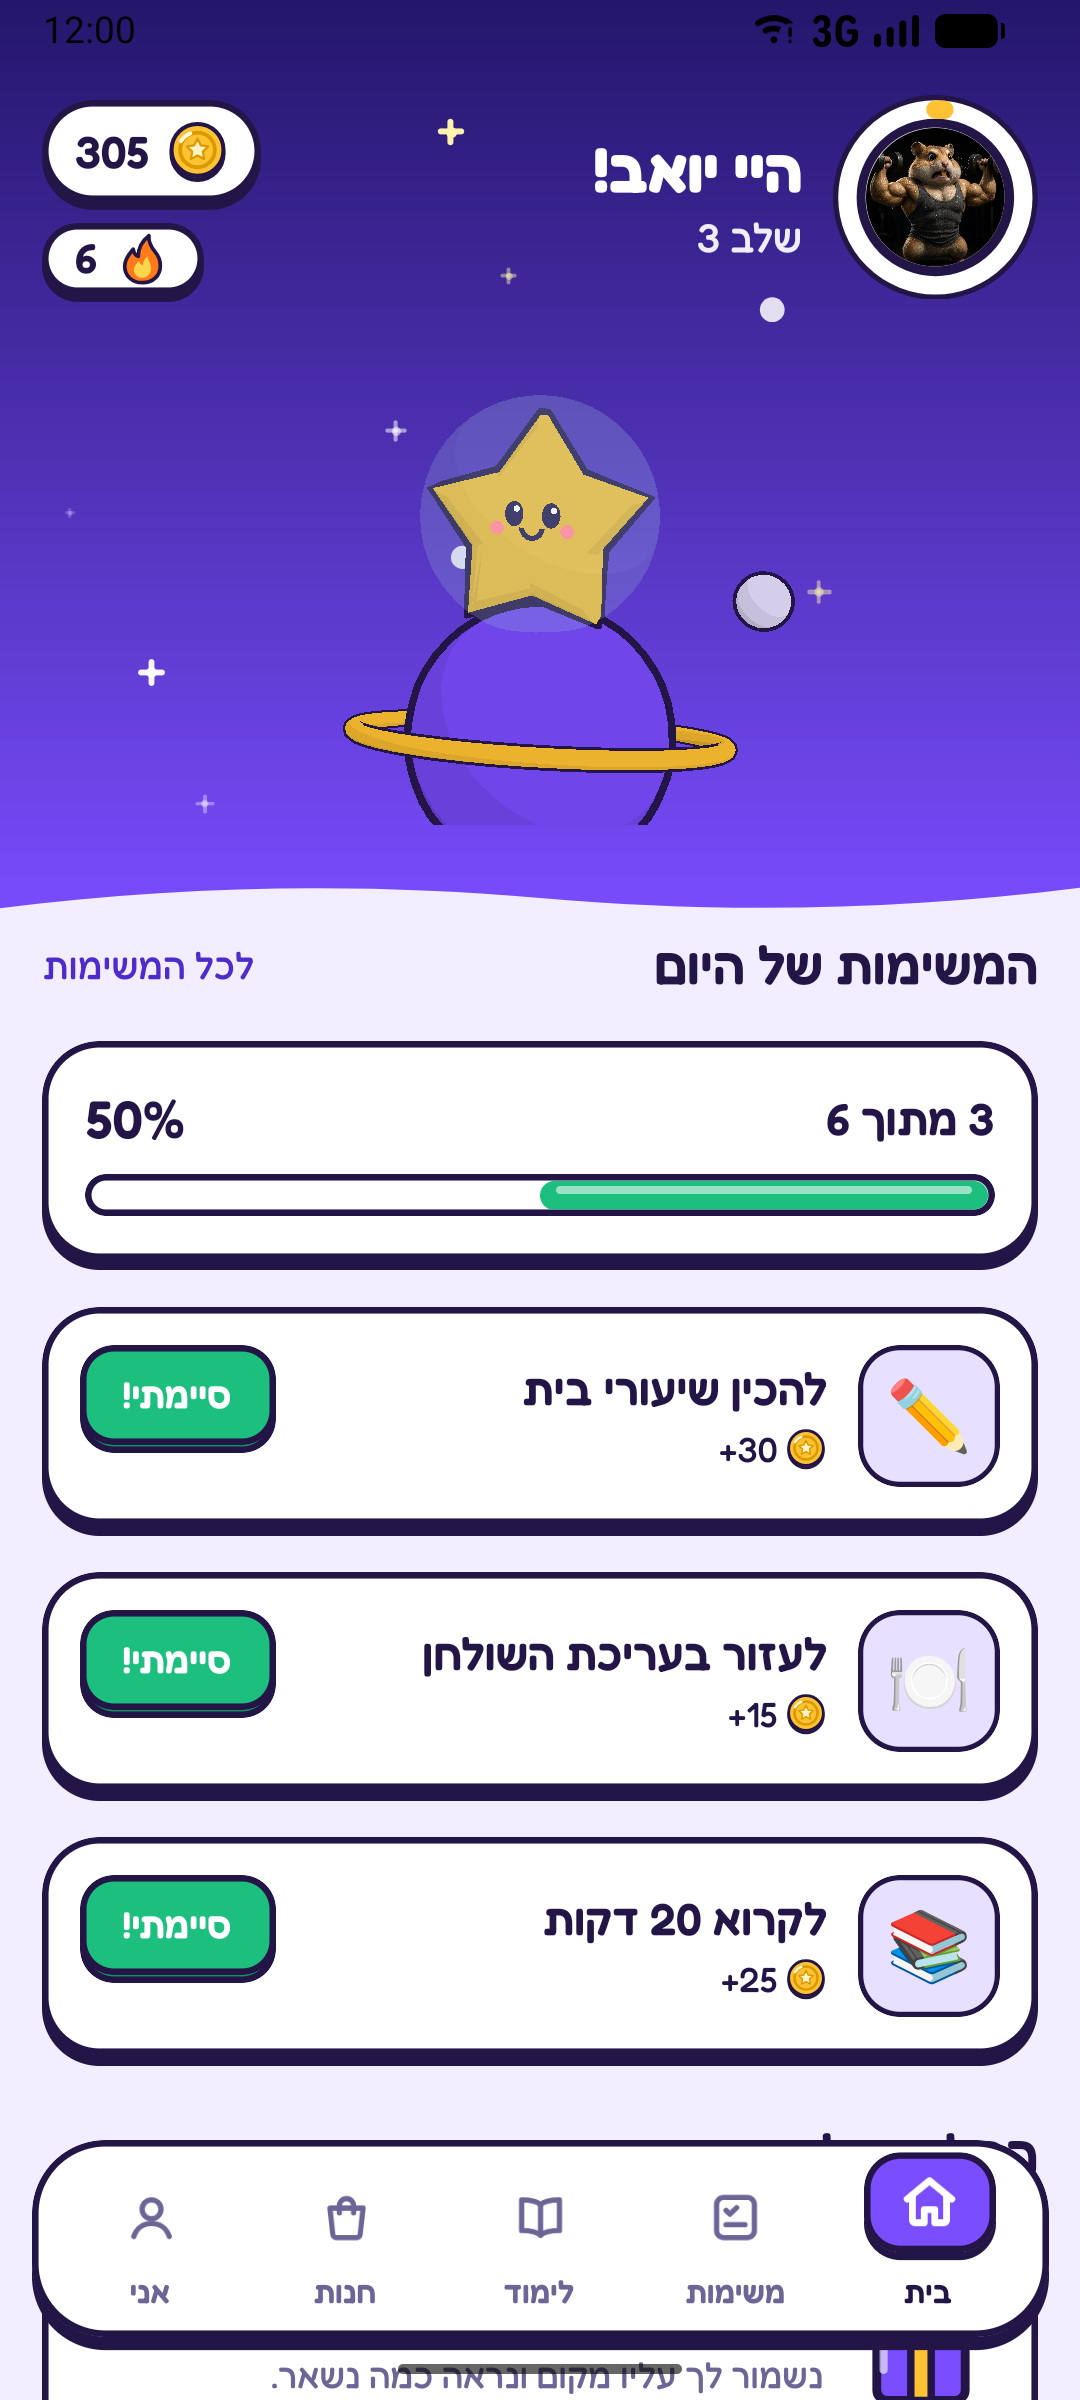 12:00
3G
היי יואב!
שלב 3
305
6
המשימות של היום
לכל המשימות
3 מתוך 6
50%
להכין שיעורי בית
+30
סיימתי!
לעזור בעריכת השולחן
+15
סיימתי!
לקרוא 20 דקות
+25
סיימתי!
בית
משימות
לימוד
חנות
אני
נשמור לך עליו מקום ונראה כמה נשאר.